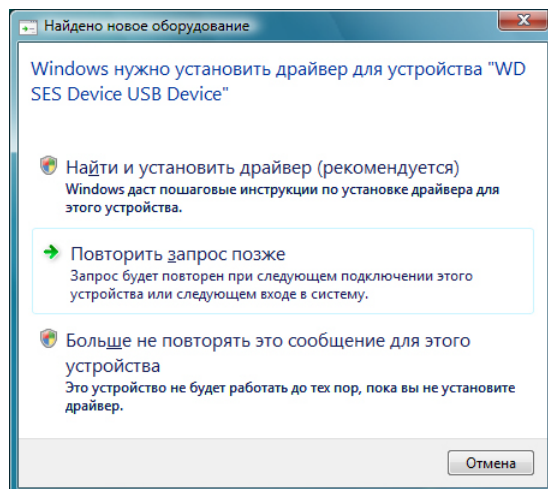 Найдено новое оборудование
Windows нужно установить драйвер для устройства "WD
SES Device USB Device"
Найти и установить драйвер (рекомендуется)
Windows даст пошаговые инструкции по установке драйвера для
этого устройства.
Повторить запрос позже
Запрос будет повторен при следующем подключении этого
устройства или следующем входе в систему.
Больше не повторять это сообщение для этого
устройства
Это устройство не будет работать до тех пор, пока вы не установите
драйвер.
Отмена